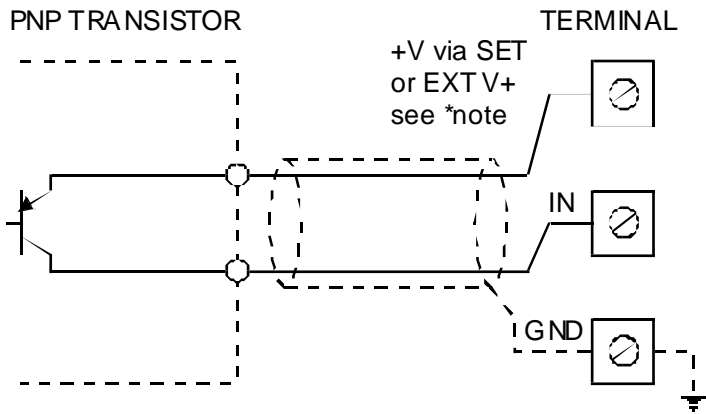 PNP TRANSISTOR
TERMINAL
+V via SET
or EXT V+
see *note
IN
GND